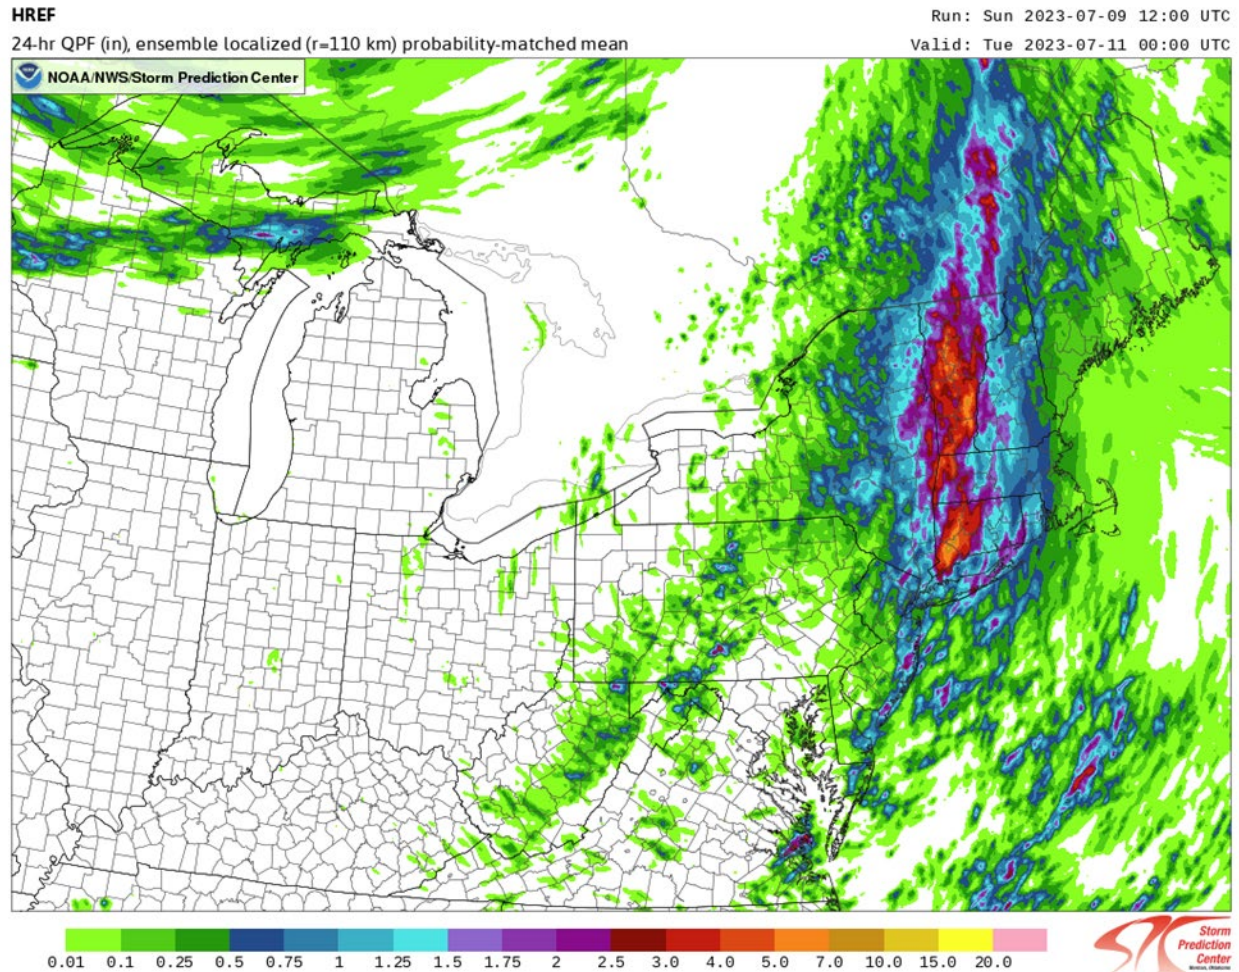 HREF
Run: Sun 2023-07-09 12:00 UTC
24-hr QPF (in), ensemble localized (r=110 km) probability-matched mean
Valid: Tue 2023-07-11 00:00 UTC
NOAA/NWS/Storm Prediction Center
0.01 0.1 0.25 0.5 0.75 1 1.25 1.5 1.75 2 2.5 3.0 4.0 5.0 7.0 10.0 15.0 20.0
Storm
Prediction
Center
Norman, Oklahoma